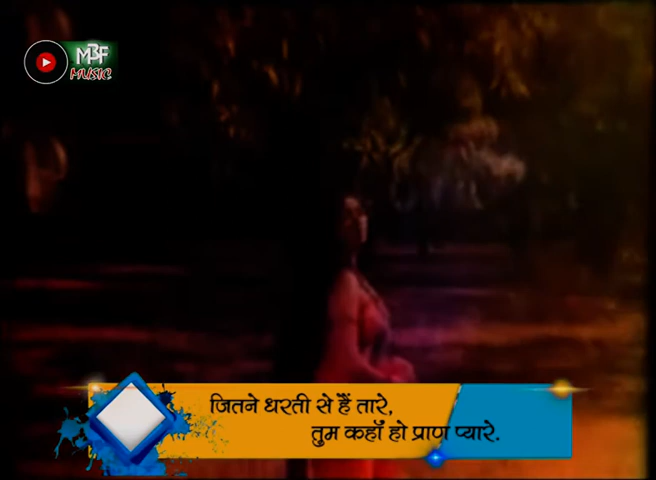 MBF
MUSIC
जितने धरती से हैं तारे,
तुम कहाँ हो प्राण प्यारे.